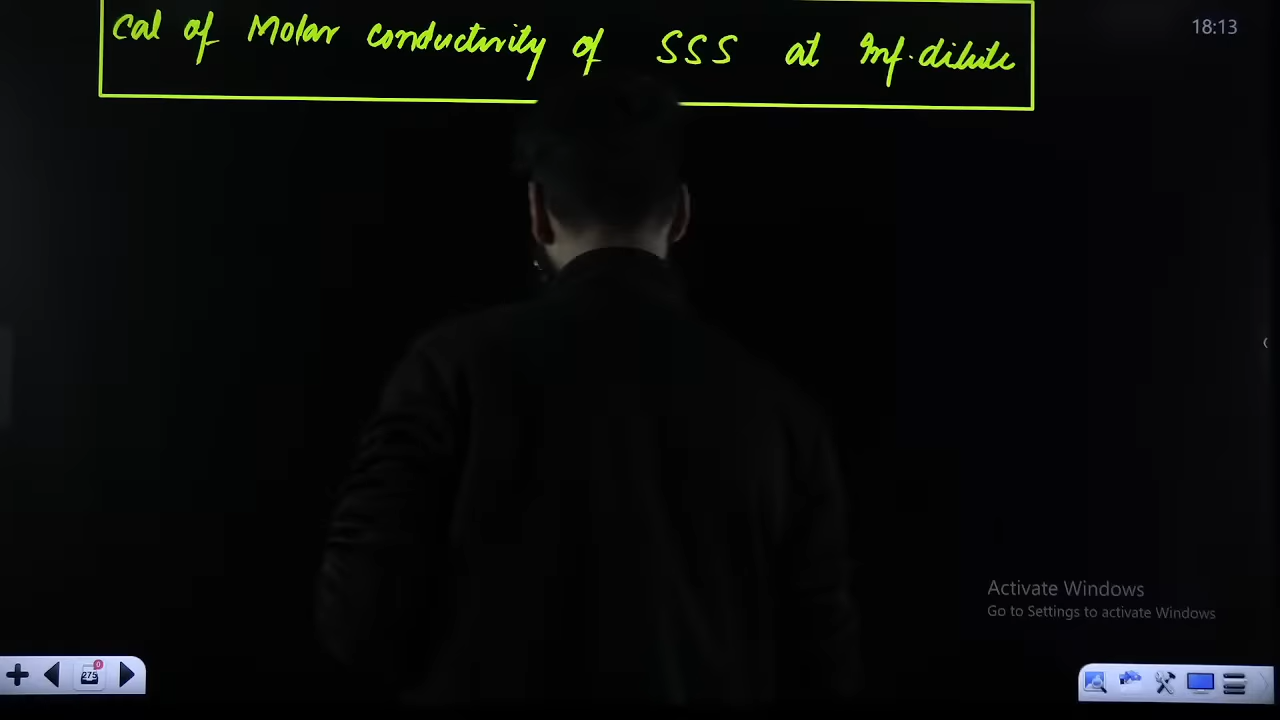 Cal of Molar conductivity of SSS at Inf. dilute
18:13
Activate Windows
Go to Settings to activate Windows
275
0